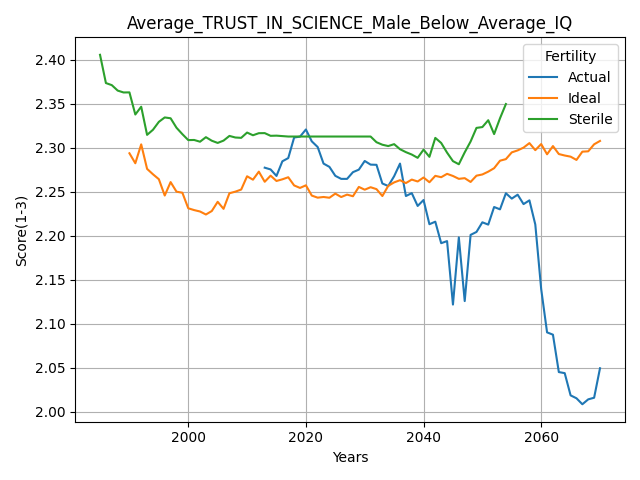 Average_TRUST_IN_SCIENCE_Male_Below_Average_IQ
Fertility
Actual
Ideal
Sterile
Score(1-3)
2.40
2.35
2.30
2.25
2.20
2.15
2.10
2.05
2.00
2000
2020
2040
2060
Years